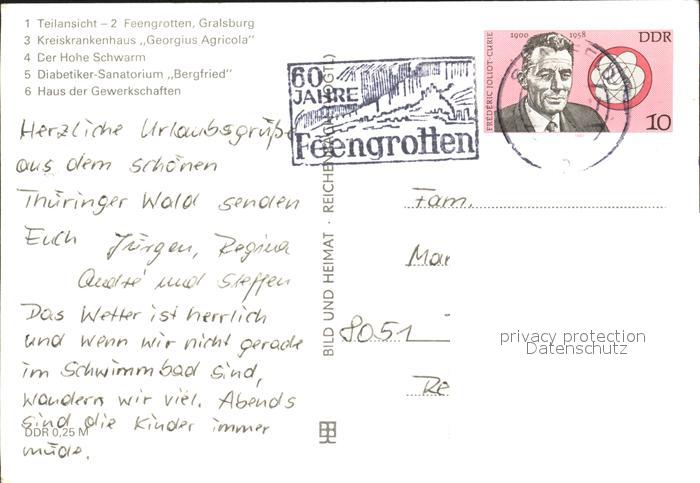 1 Teilansicht – 2 Feengrotten, Gralsburg
3 Kreiskrankenhaus „Georgius Agricola"
4 Der Hohe Schwarm
5 Diabetiker-Sanatorium „Bergfried"
6 Haus der Gewerkschaften
Herzliche Urlaubsgrüße
aus dem schönen
Thüringer Wald senden
Euch Jürgen, Regina
André und Steffen
Das Wetter ist herrlich
und wenn wir nicht gerade
im Schwimmbad sind,
wandern wir viel. Abends
sind die Kinder immer
müde.
DDR 0,25 M
BILD UND HEIMAT · REICHENBACH (VOGTL)
60
JAHRE
Feengrotten
1900 1958
DDR
FRÉDÉRIC JOLIOT-CURIE
10
Fam.
Mar
8051
Re
privacy protection
Datenschutz